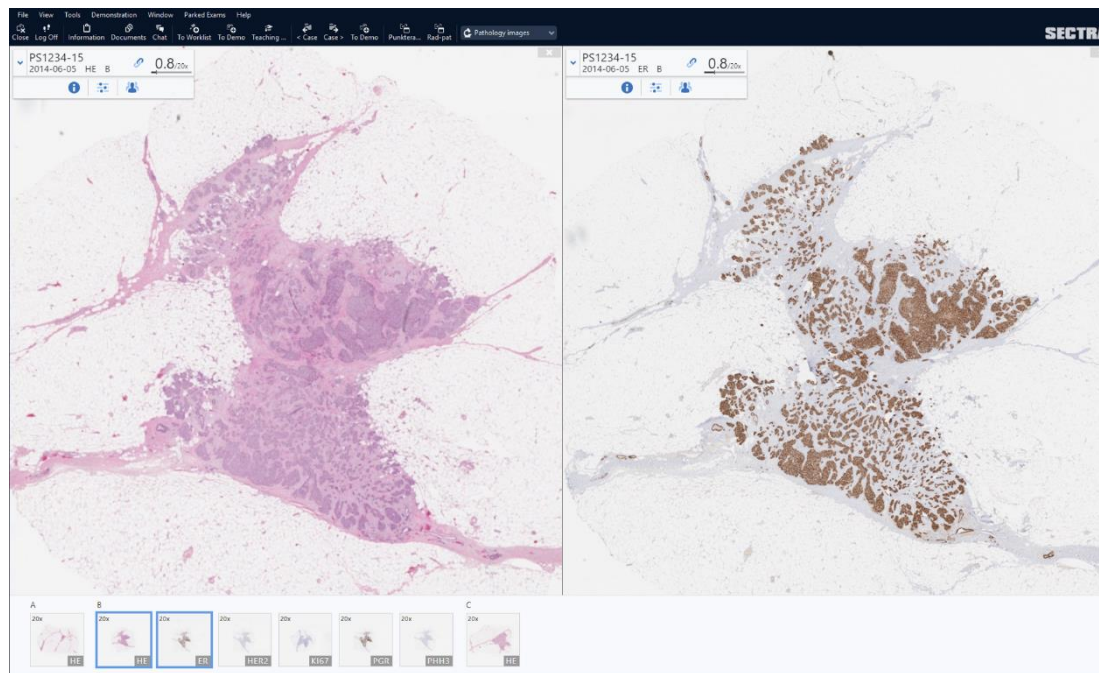 File View Tools Demonstration Window Parked Exams Help
Close Log Off Information Documents Chat To Worklist To Demo Teaching ... < Case Case > To Demo Punktera... Rad-pat Pathology images
SECTRA
PS1234-15
2014-06-05 HE B 0.8/20x
PS1234-15
2014-06-05 ER B 0.8/20x
A B C
20x 20x 20x 20x 20x 20x 20x 20x
HE HE ER HER2 KI67 PGR PHH3 HE